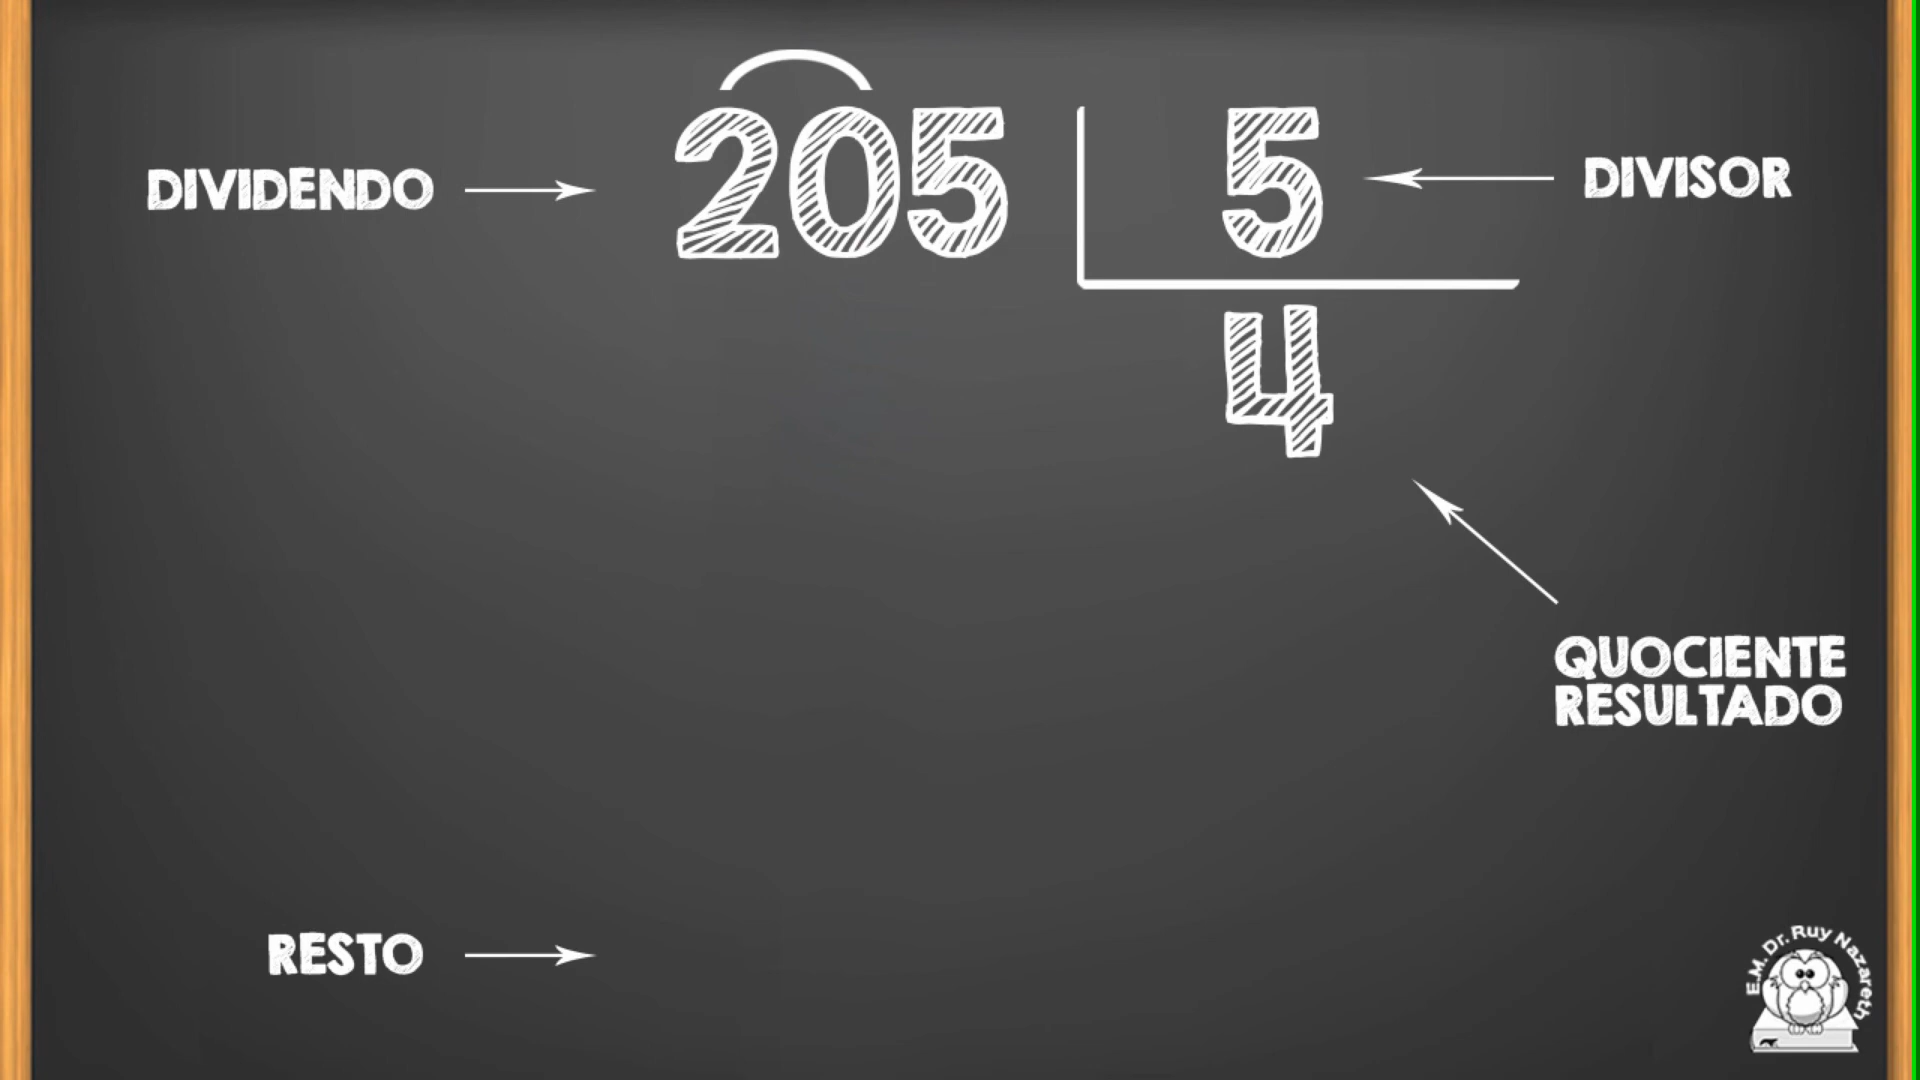 DIVIDENDO
205
5
DIVISOR
4
QUOCIENTE
RESULTADO
RESTO
E.M. Dr. Ruy Nazareth